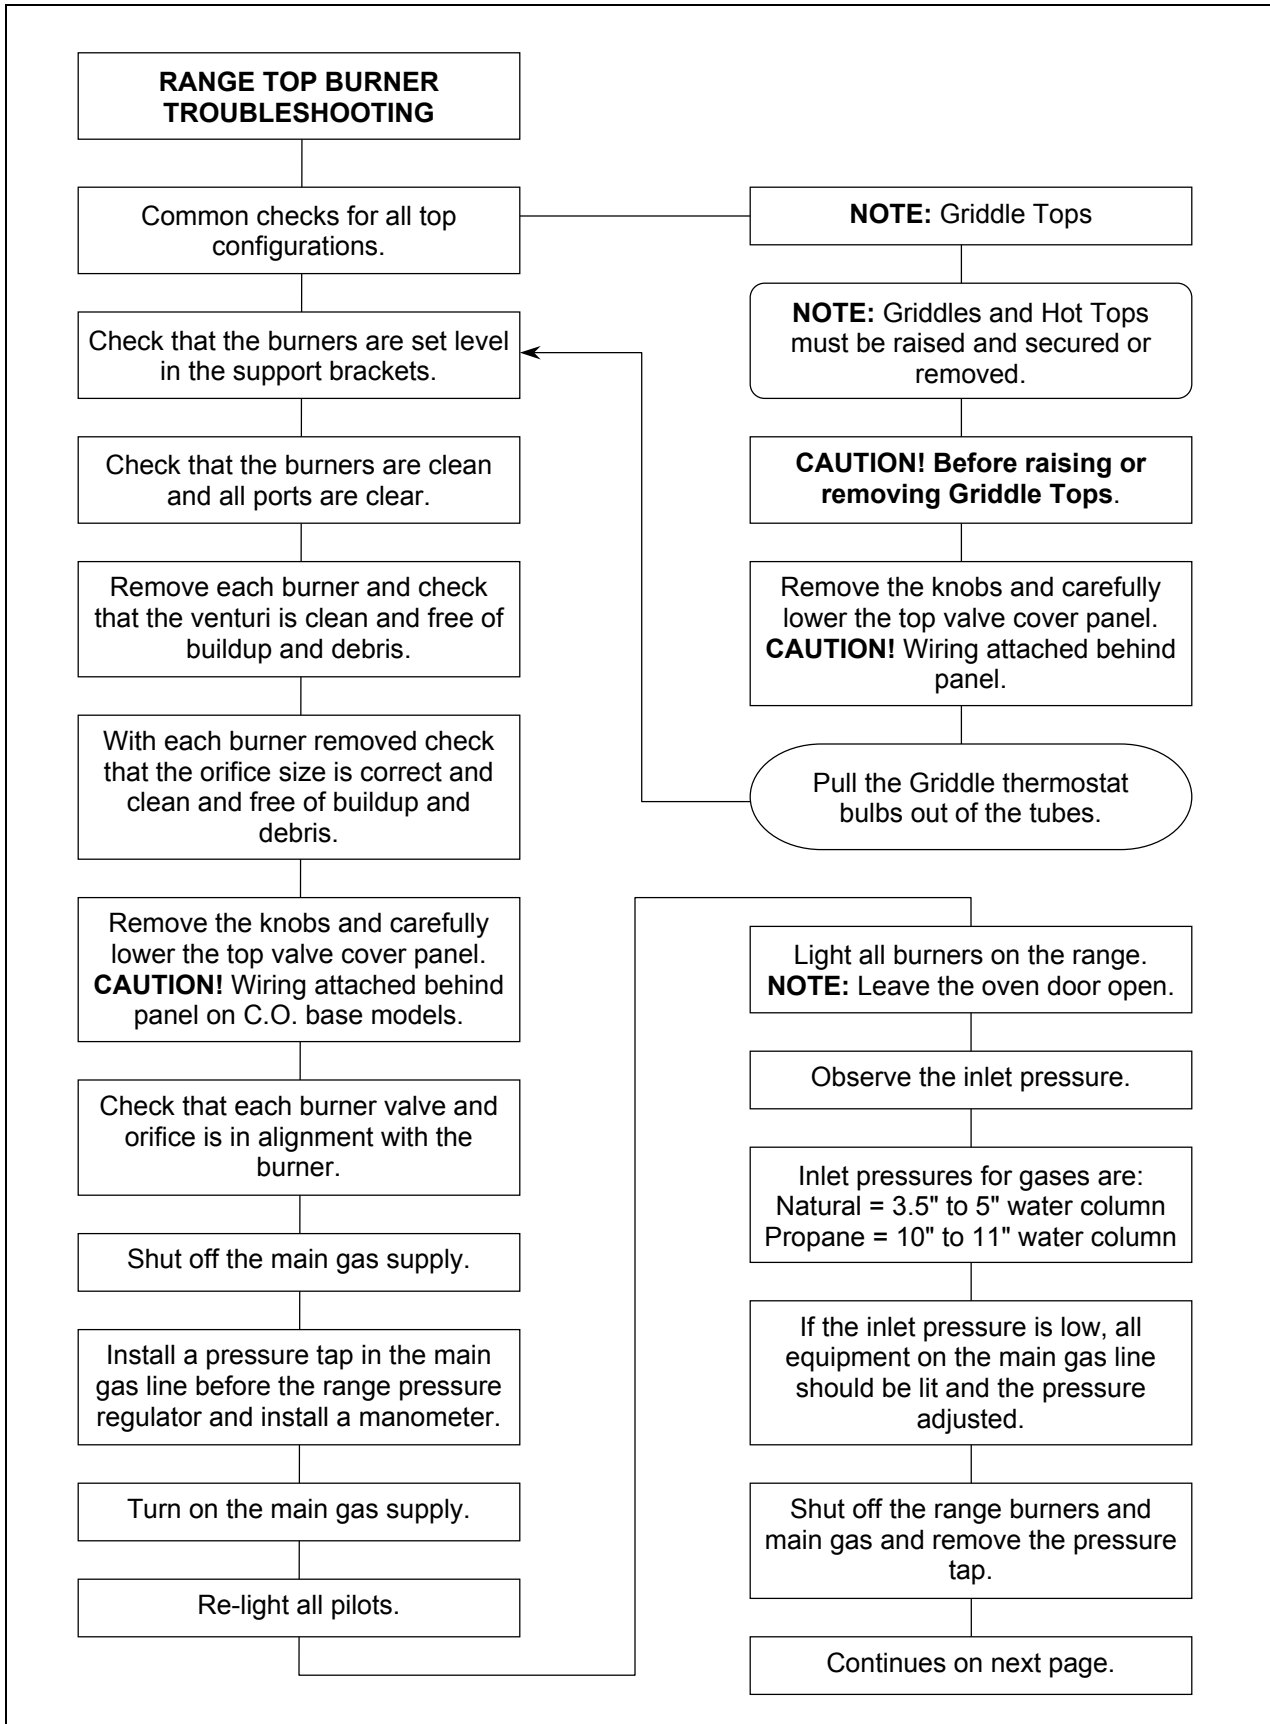 RANGE TOP BURNER
TROUBLESHOOTING
Common checks for all top
configurations.
NOTE: Griddle Tops
NOTE: Griddles and Hot Tops
must be raised and secured or
removed.
CAUTION! Before raising or
removing Griddle Tops.
Remove the knobs and carefully
lower the top valve cover panel.
CAUTION! Wiring attached behind
panel.
Pull the Griddle thermostat
bulbs out of the tubes.
Check that the burners are set level
in the support brackets.
Check that the burners are clean
and all ports are clear.
Remove each burner and check
that the venturi is clean and free of
buildup and debris.
With each burner removed check
that the orifice size is correct and
clean and free of buildup and
debris.
Remove the knobs and carefully
lower the top valve cover panel.
CAUTION! Wiring attached behind
panel on C.O. base models.
Check that each burner valve and
orifice is in alignment with the
burner.
Shut off the main gas supply.
Install a pressure tap in the main
gas line before the range pressure
regulator and install a manometer.
Turn on the main gas supply.
Re-light all pilots.
Light all burners on the range.
NOTE: Leave the oven door open.
Observe the inlet pressure.
Inlet pressures for gases are:
Natural = 3.5" to 5" water column
Propane = 10" to 11" water column
If the inlet pressure is low, all
equipment on the main gas line
should be lit and the pressure
adjusted.
Shut off the range burners and
main gas and remove the pressure
tap.
Continues on next page.